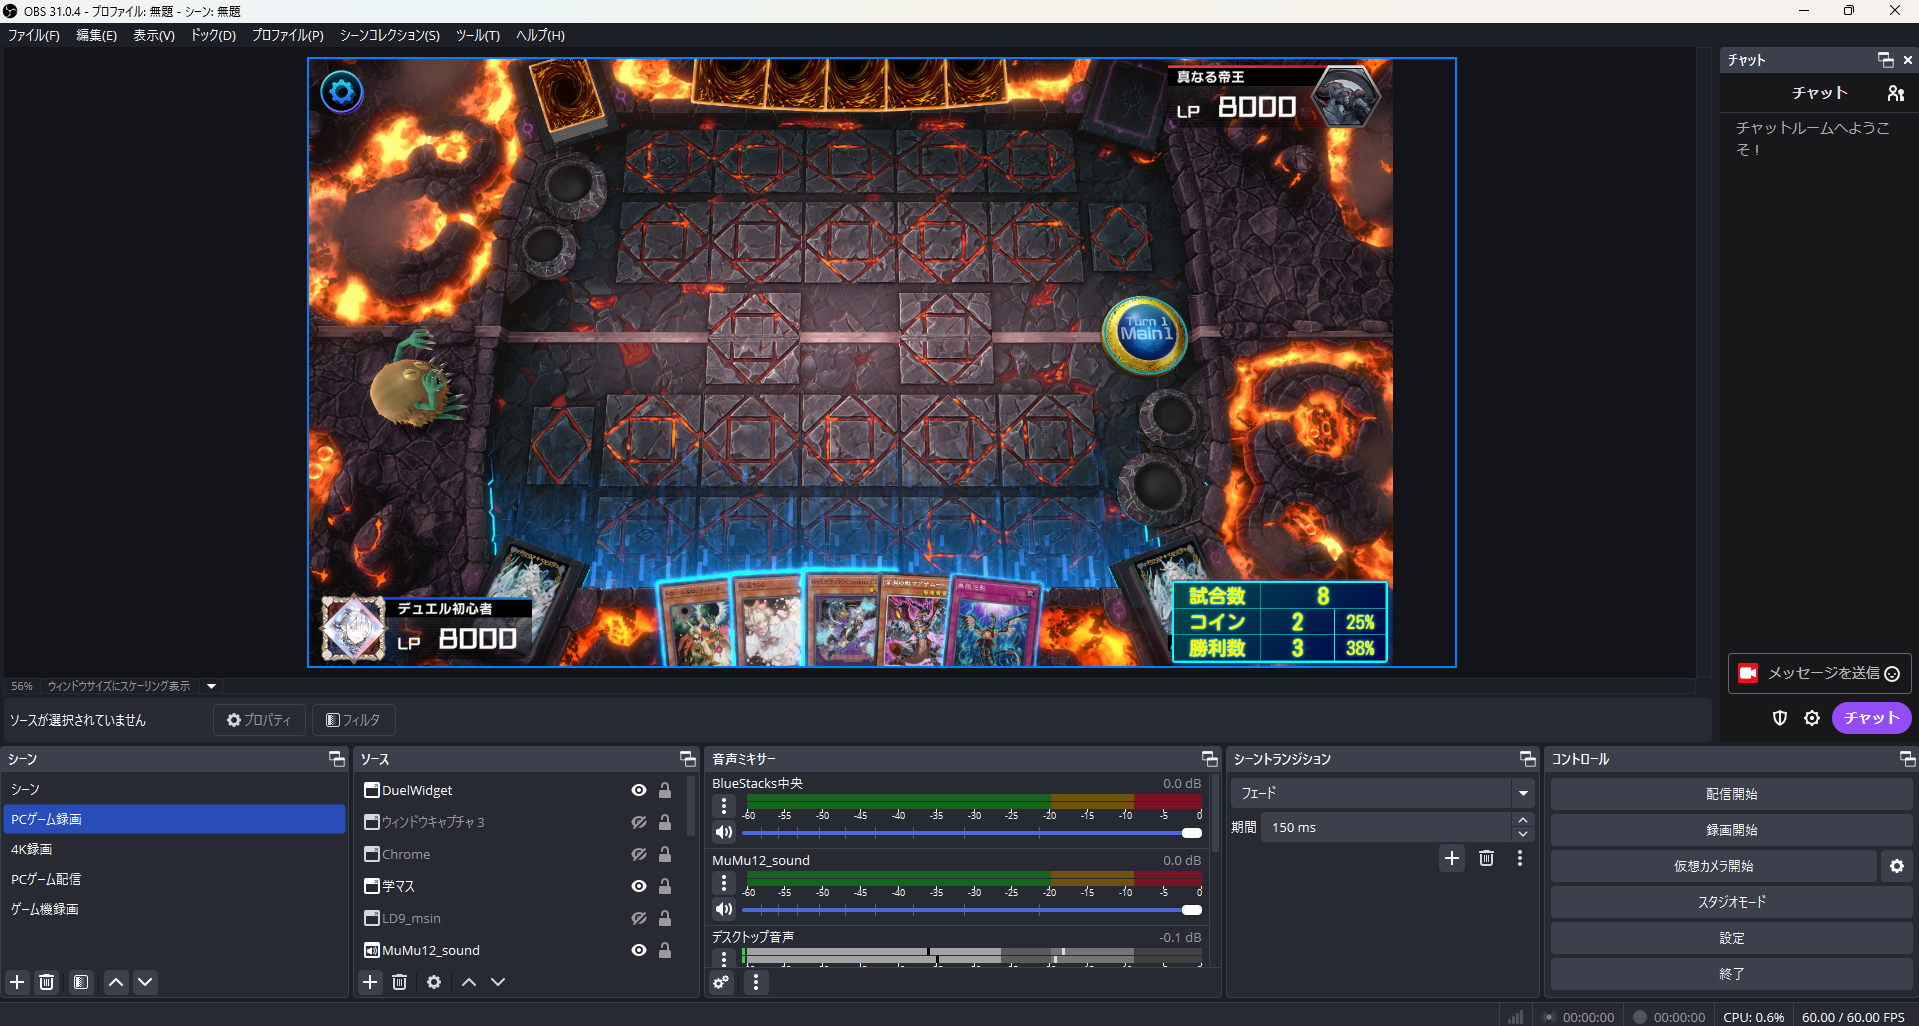 OBS 31.0.4 - プロファイル: 無題 - シーン: 無題
ファイル(F) 編集(E) 表示(V) ドック(D) プロファイル(P) シーンコレクション(S) ツール(T) ヘルプ(H)
真なる帝王
LP 8000
Turn 1
Main1
デュエル初心者
LP 8000
試合数 8
コイン 2 25%
勝利数 3 38%
チャット
チャット
チャットルームへようこ
そ！
メッセージを送信
チャット
56% ウィンドウサイズにスケーリング表示
ソースが選択されていません プロパティ フィルタ
シーン
シーン
PCゲーム録画
4K録画
PCゲーム配信
ゲーム機録画
ソース
DuelWidget
ウィンドウキャプチャ 3
Chrome
学マス
LD9_msin
MuMu12_sound
音声ミキサー
BlueStacks中央 0.0 dB
-60 -55 -50 -45 -40 -35 -30 -25 -20 -15 -10 -5 0
MuMu12_sound 0.0 dB
-60 -55 -50 -45 -40 -35 -30 -25 -20 -15 -10 -5 0
デスクトップ音声 -0.1 dB
シーントランジション
フェード
期間 150 ms
コントロール
配信開始
録画開始
仮想カメラ開始
スタジオモード
設定
終了
00:00:00 00:00:00 CPU: 0.6% 60.00 / 60.00 FPS